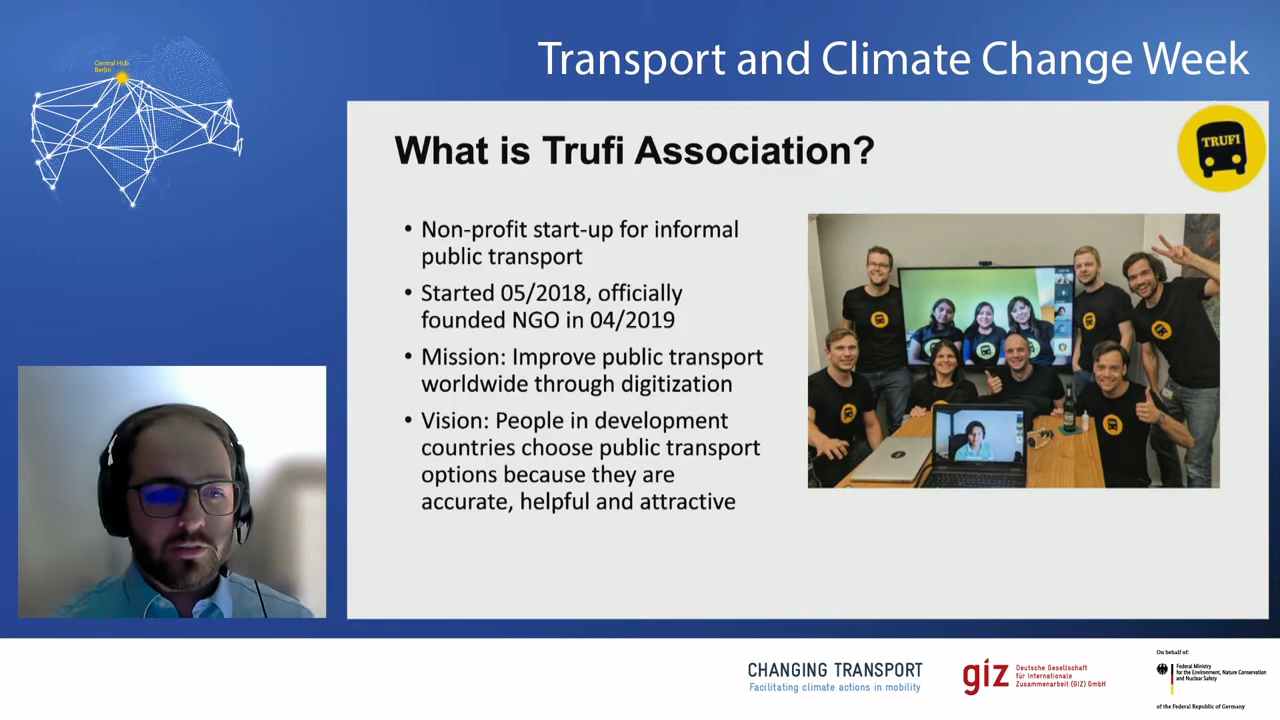 Transport and Climate Change Week
Central Hub
Berlin
What is Trufi Association?
TRUFI
• Non-profit start-up for informal
public transport
• Started 05/2018, officially
founded NGO in 04/2019
• Mission: Improve public transport
worldwide through digitization
• Vision: People in development
countries choose public transport
options because they are
accurate, helpful and attractive
CHANGING TRANSPORT
Facilitating climate actions in mobility
giz
Deutsche Gesellschaft
für Internationale
Zusammenarbeit (GIZ) GmbH
On behalf of:
Federal Ministry
for the Environment, Nature Conservation
and Nuclear Safety
of the Federal Republic of Germany